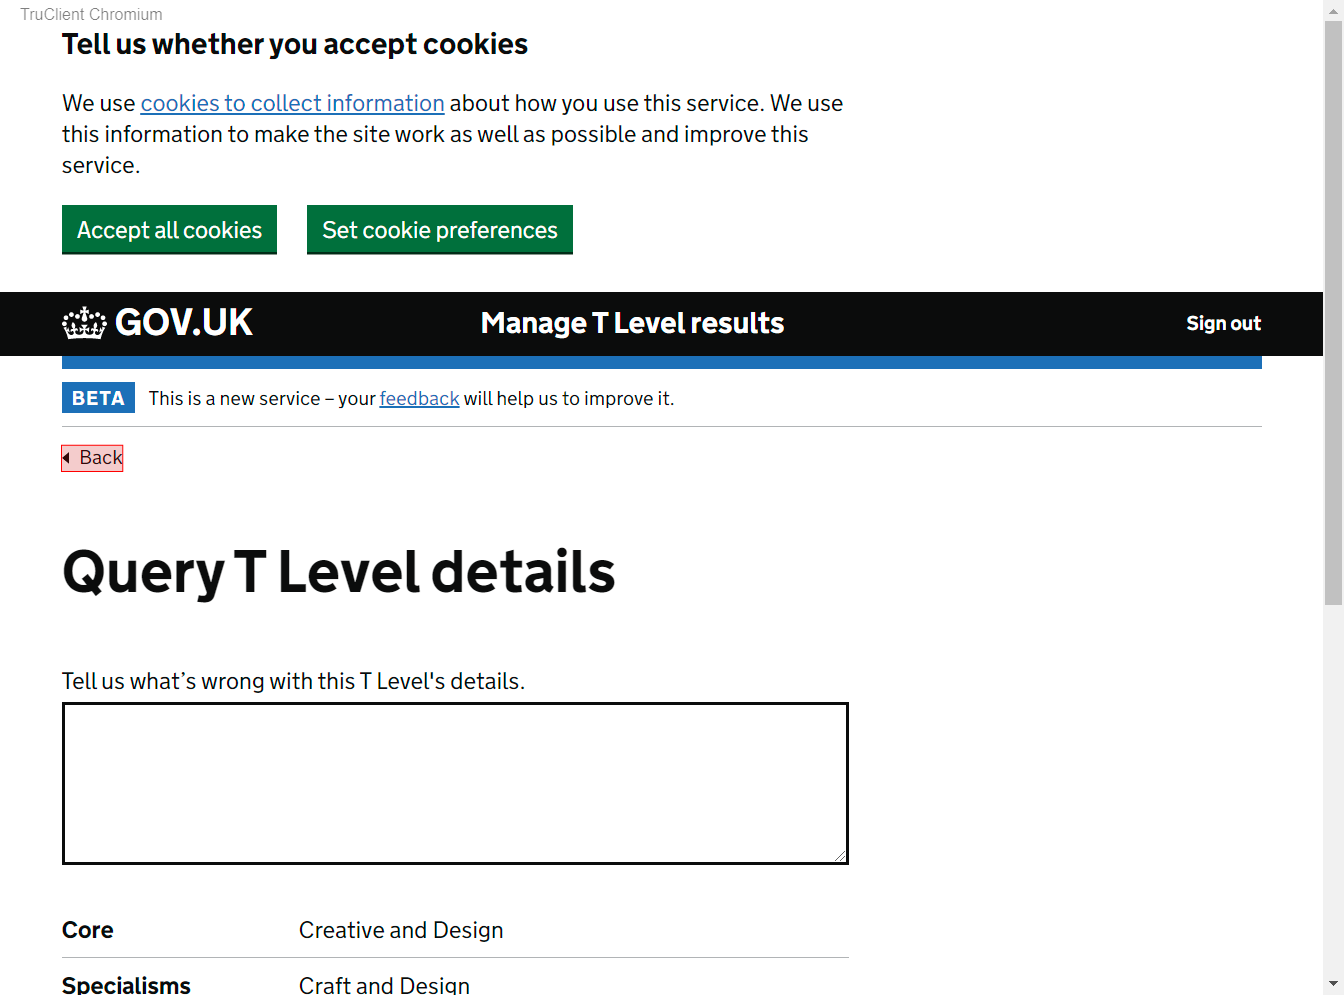 TruClient Chromium
Tell us whether you accept cookies
We use cookies to collect information about how you use this service. We use
this information to make the site work as well as possible and improve this
service.
Accept all cookies
Set cookie preferences
GOV.UK
Manage T Level results
Sign out
BETA
This is a new service – your feedback will help us to improve it.
Back
Query T Level details
Tell us what’s wrong with this T Level's details.
Core
Creative and Design
Specialisms
Craft and Design